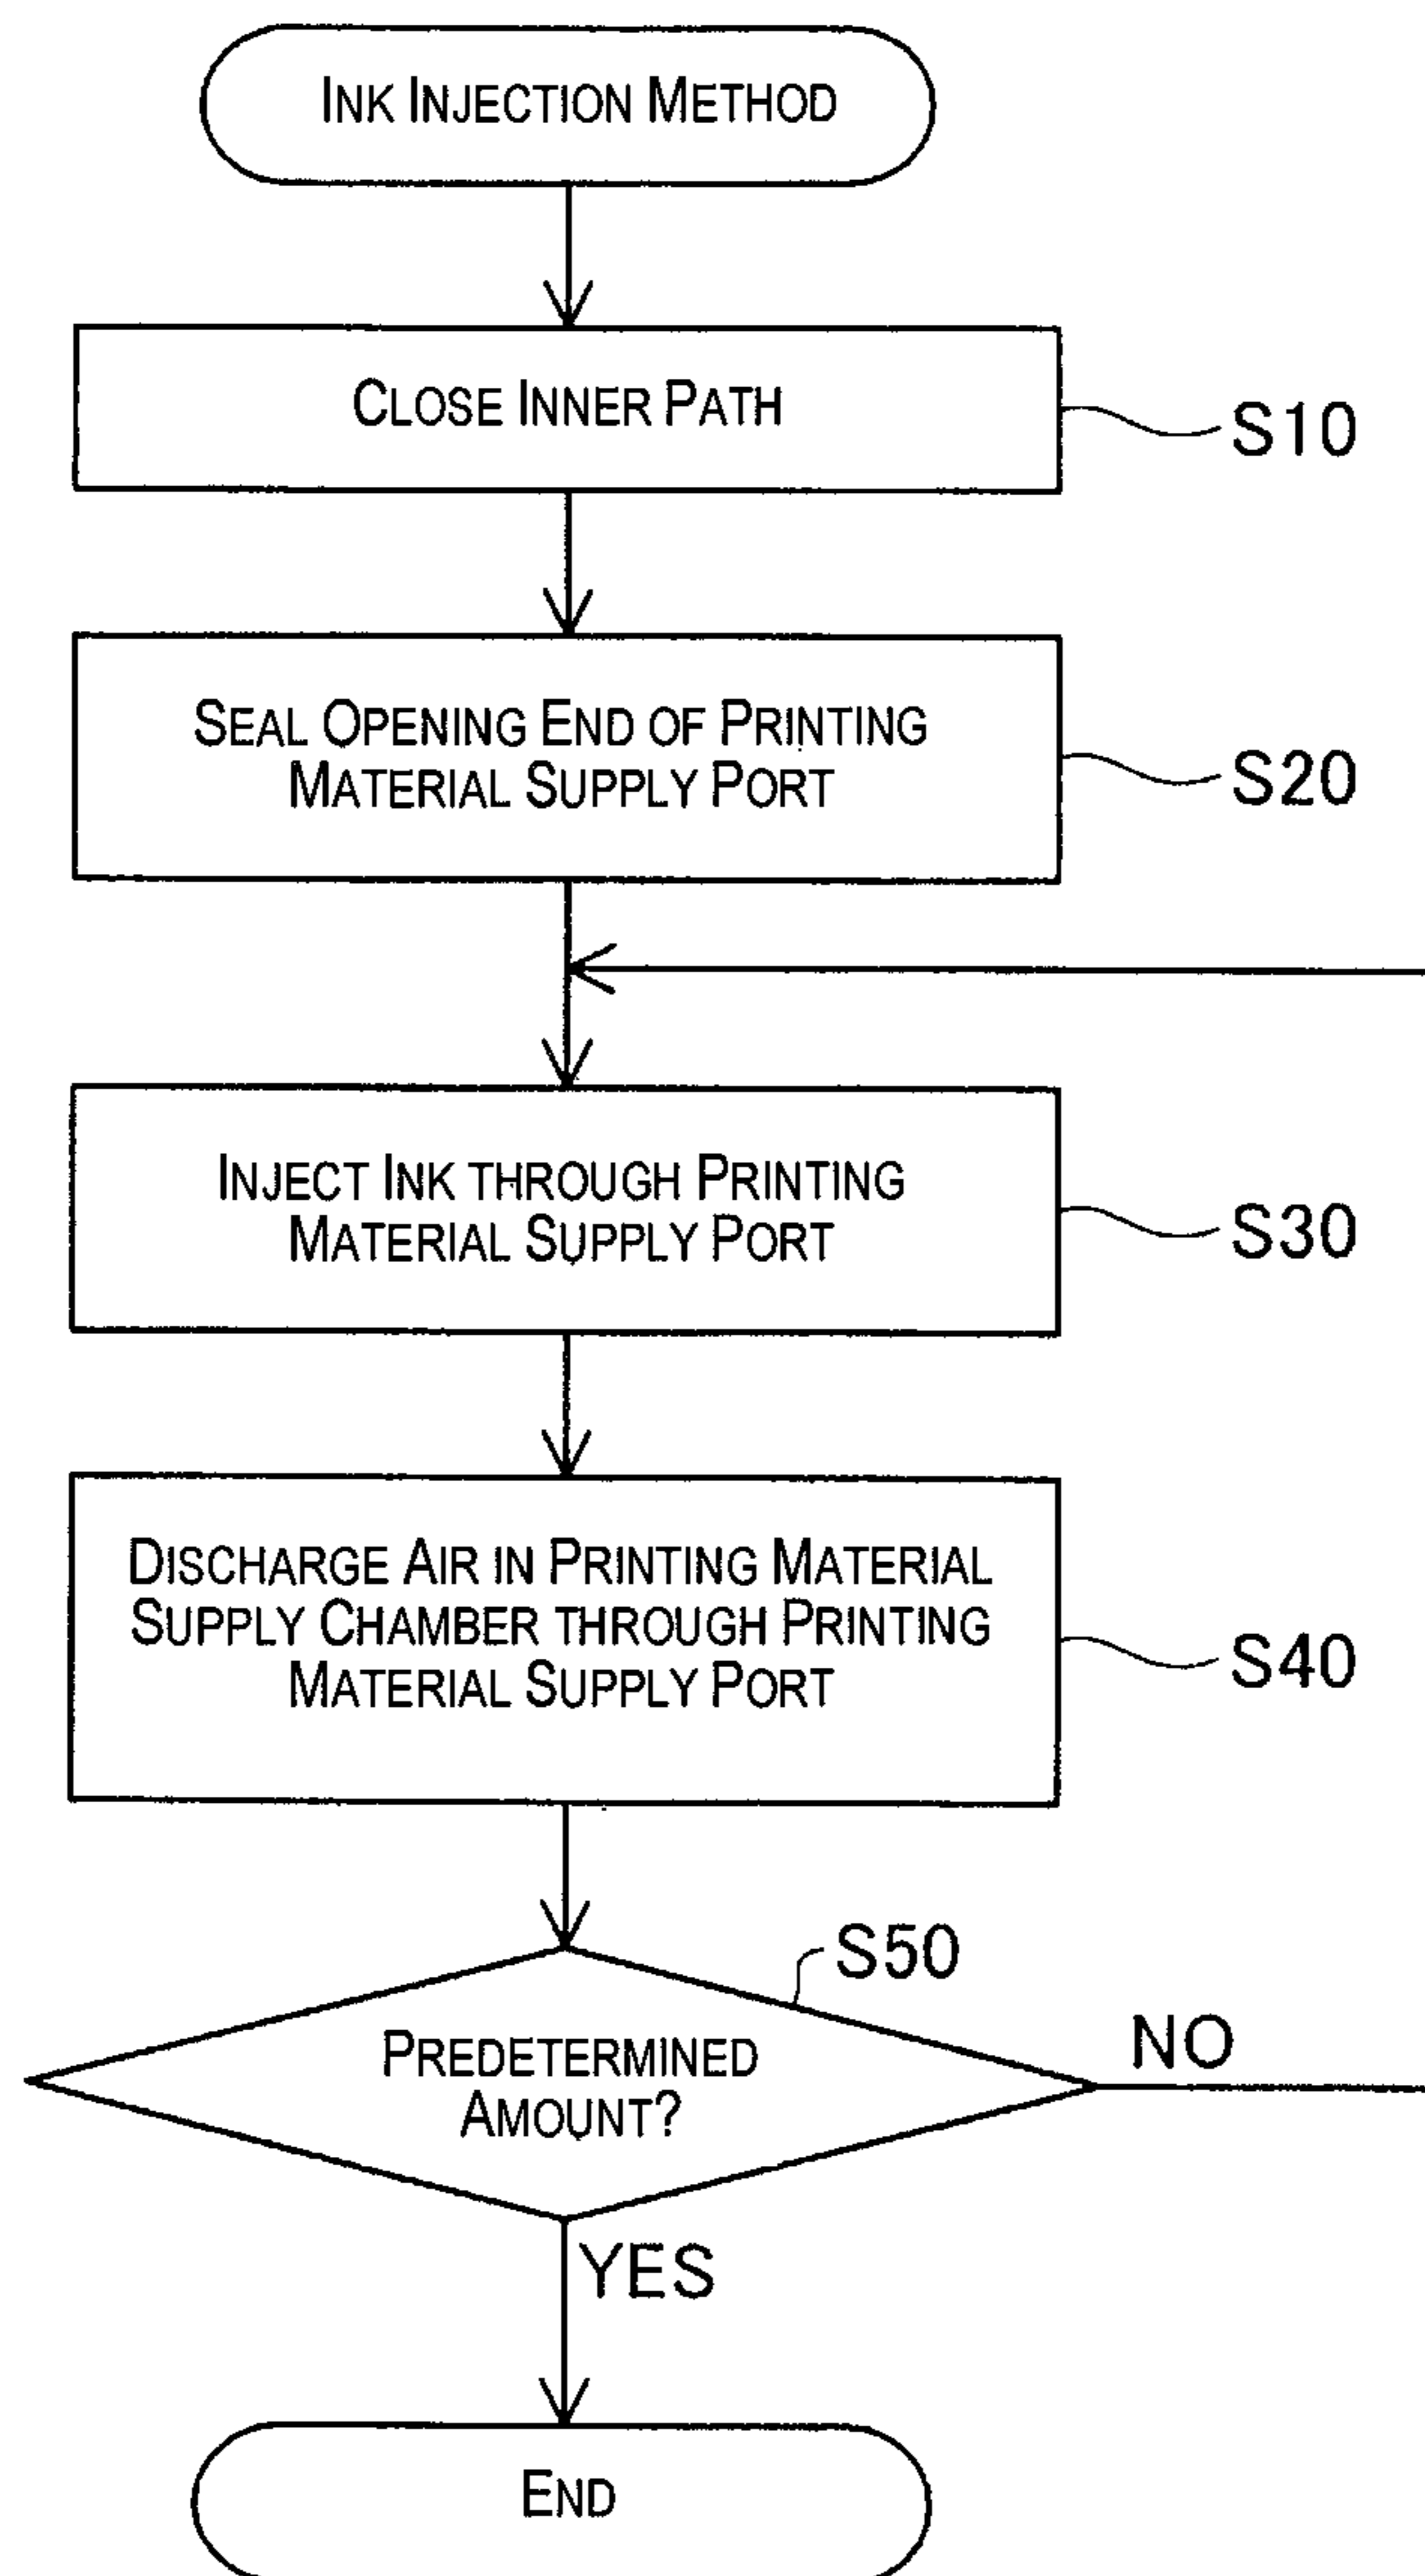 INK INJECTION METHOD
CLOSE INNER PATH
S10
SEAL OPENING END OF PRINTING
MATERIAL SUPPLY PORT
S20
INJECT INK THROUGH PRINTING
MATERIAL SUPPLY PORT
S30
DISCHARGE AIR IN PRINTING MATERIAL
SUPPLY CHAMBER THROUGH PRINTING
MATERIAL SUPPLY PORT
S40
S50
PREDETERMINED
AMOUNT?
NO
YES
END